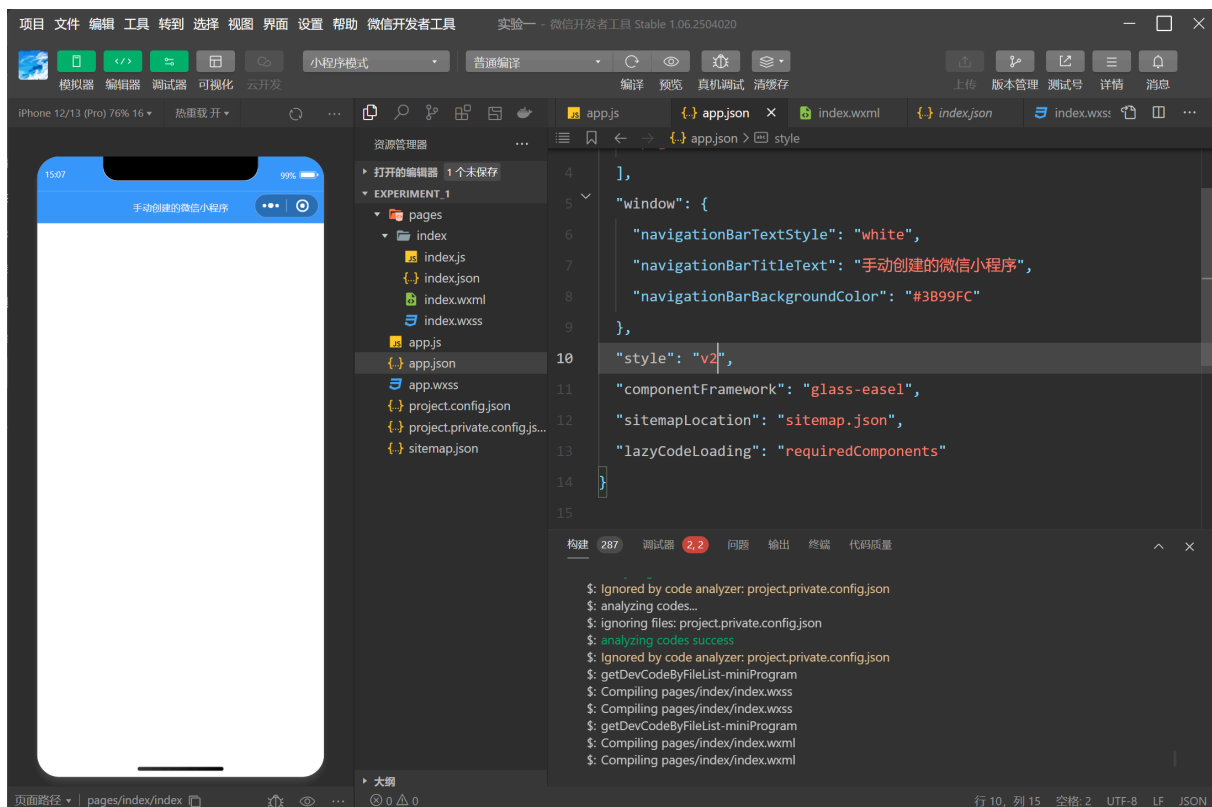 项目 文件 编辑 工具 转到 选择 视图 界面 设置 帮助 微信开发者工具 实验一 - 微信开发者工具 Stable 1.06.2504020
小程序模式 普通编译
模拟器 编辑器 调试器 可视化 云开发 编译 预览 真机调试 清缓存 上传 版本管理 测试号 详情 消息
iPhone 12/13 (Pro) 76% 16 热重载 开
15:07 99%
手动创建的微信小程序
资源管理器
打开的编辑器 1个未保存
EXPERIMENT_1
pages
index
index.js
index.json
index.wxml
index.wxss
app.js
app.json
app.wxss
project.config.json
project.private.config.js...
sitemap.json
大纲
app.js app.json index.wxml index.json index.wxss
app.json > style
4 ],
5 "window": {
6 "navigationBarTextStyle": "white",
7 "navigationBarTitleText": "手动创建的微信小程序",
8 "navigationBarBackgroundColor": "#3B99FC"
9 },
10 "style": "v2",
11 "componentFramework": "glass-easel",
12 "sitemapLocation": "sitemap.json",
13 "lazyCodeLoading": "requiredComponents"
14 }
15
构建 287 调试器 2, 2 问题 输出 终端 代码质量
$: Ignored by code analyzer: project.private.config.json
$: analyzing codes...
$: ignoring files: project.private.config.json
$: analyzing codes success
$: Ignored by code analyzer: project.private.config.json
$: getDevCodeByFileList-miniProgram
$: Compiling pages/index/index.wxss
$: Compiling pages/index/index.wxss
$: getDevCodeByFileList-miniProgram
$: Compiling pages/index/index.wxml
$: Compiling pages/index/index.wxml
页面路径 pages/index/index 0 0 行 10，列 15 空格: 2 UTF-8 LF JSON